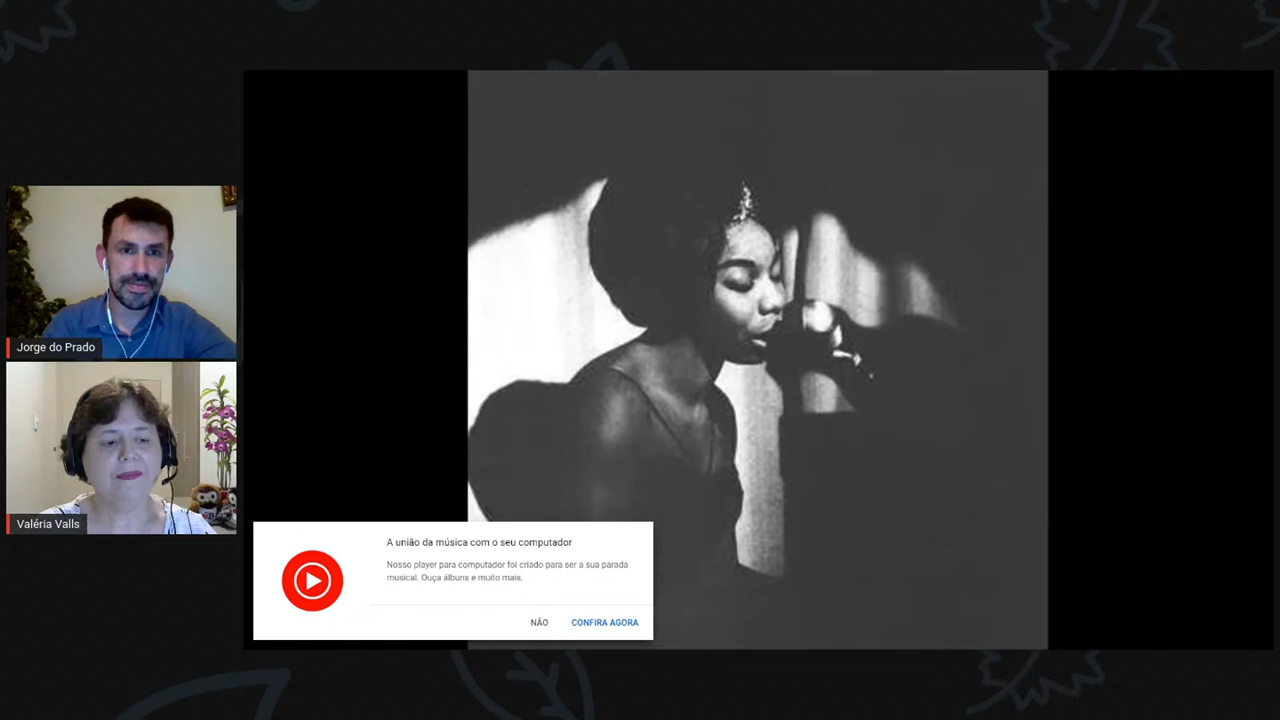 Jorge do Prado
Valéria Valls
A união da música com o seu computador
Nosso player para computador foi criado para ser a sua parada
musical. Ouça álbuns e muito mais.
NÃO
CONFIRA AGORA